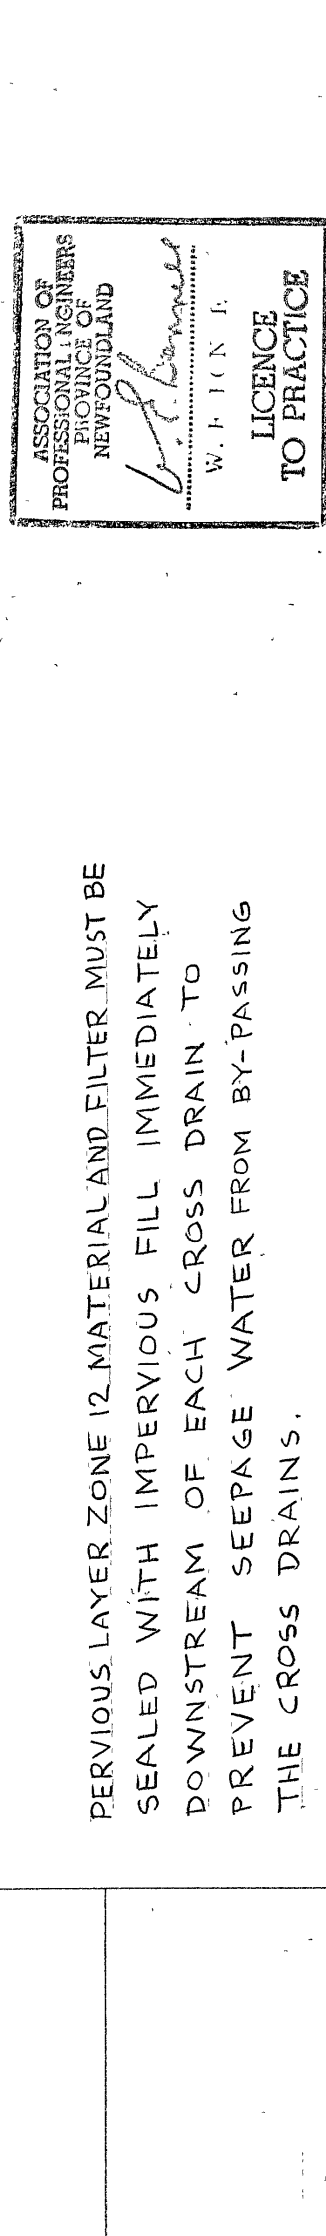 PERVIOUS LAYER ZONE 12 MATERIAL AND FILTER MUST BE
SEALED WITH IMPERVIOUS FILL IMMEDIATELY
DOWNSTREAM OF EACH CROSS DRAIN TO
PREVENT SEEPAGE WATER FROM BY-PASSING
THE CROSS DRAINS.
ASSOCIATION OF
PROFESSIONAL ENGINEERS
PROVINCE OF
NEWFOUNDLAND
LICENCE
TO PRACTICE